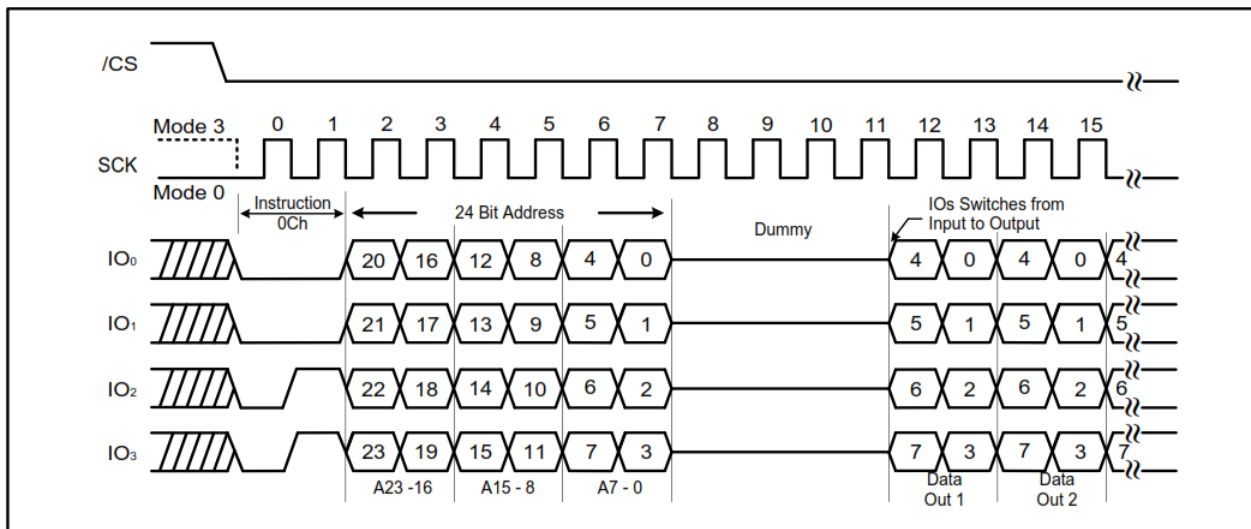 /CS
Mode 3 0 1 2 3 4 5 6 7 8 9 10 11 12 13 14 15
SCK
Mode 0
Instruction
0Ch
24 Bit Address
Dummy
IOs Switches from
Input to Output
IO₀ 20 16 12 8 4 0 4 0 4 0 4
IO₁ 21 17 13 9 5 1 5 1 5 1 5
IO₂ 22 18 14 10 6 2 6 2 6 2 6
IO₃ 23 19 15 11 7 3 7 3 7 3 7
A23 -16 A15 - 8 A7 - 0
Data
Out 1
Data
Out 2